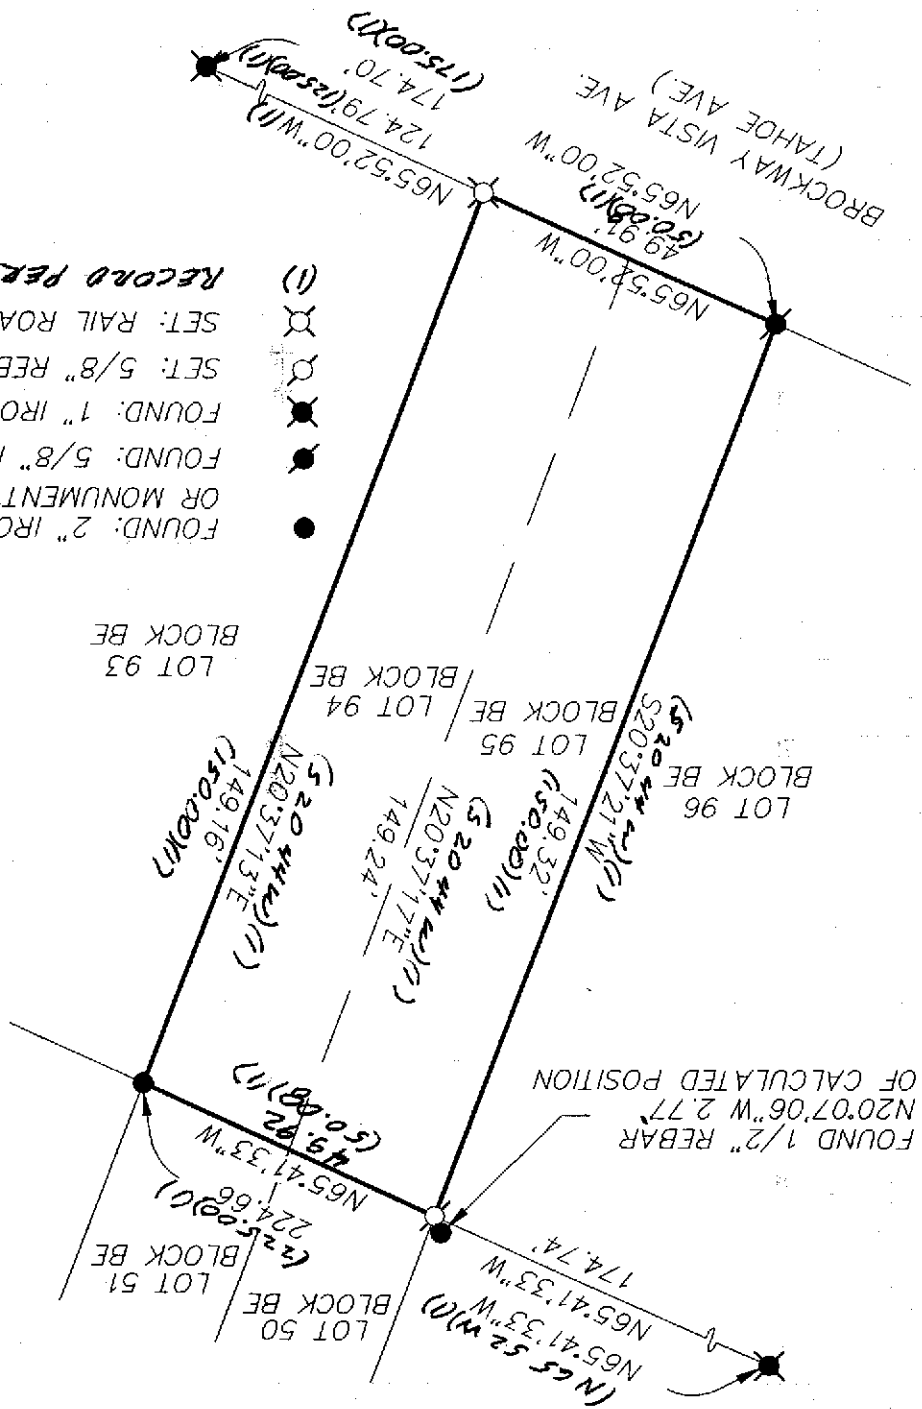 (N 65 52 W)(1)
N65°41'33"W
N65°41'33"W
174.74'
FOUND 1/2" REBAR
N20°07'06"W 2.77'
OF CALCULATED POSITION
LOT 50
BLOCK BE
LOT 51
BLOCK BE
(225.00)(1)
224.66
N65°41'33"W
49.92
(50.08)(1)
LOT 96
BLOCK BE
(S 20 44 W)(1)
S20°37'21"W
149.32'
(150.00)(1)
(S 20 44 W)(1)
N20°37'17"E
149.24'
(S 20 44 W)(1)
N20°37'13"E
149.16'
(150.00)(1)
LOT 95
BLOCK BE
LOT 94
BLOCK BE
LOT 93
BLOCK BE
FOUND: 2" IRO
OR MONUMENT
FOUND: 5/8"
FOUND: 1" IRO
SET: 5/8" REB
SET: RAIL ROA
(1) RECORD PER
N65°52'00"W
49.91'
(50.00)(1)
N65°52'00"W
BROCKWAY VISTA AVE.
(TAHOE AVE.)
N65°52'00"W(1)
124.79'(125.00)(1)
174.70'
(175.00)(1)